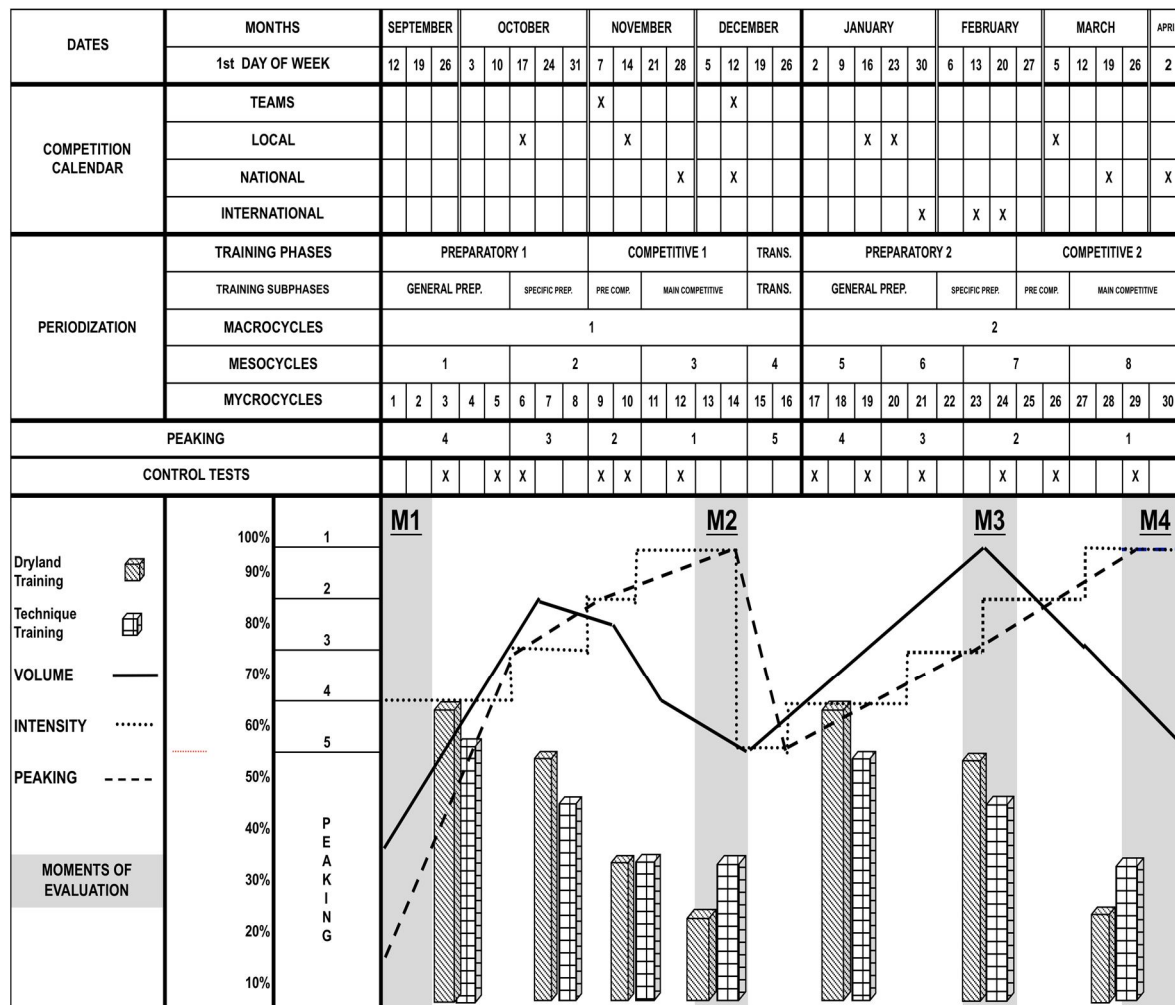 DATES
MONTHS
SEPTEMBER OCTOBER NOVEMBER DECEMBER JANUARY FEBRUARY MARCH APRI
1st DAY OF WEEK
12 19 26 3 10 17 24 31 7 14 21 28 5 12 19 26 2 9 16 23 30 6 13 20 27 5 12 19 26 2
COMPETITION
CALENDAR
TEAMS X X
LOCAL X X X X X
NATIONAL X X X X
INTERNATIONAL X X X
PERIODIZATION
TRAINING PHASES PREPARATORY 1 COMPETITIVE 1 TRANS. PREPARATORY 2 COMPETITIVE 2
TRAINING SUBPHASES GENERAL PREP. SPECIFIC PREP. PRE COMP. MAIN COMPETITIVE TRANS. GENERAL PREP. SPECIFIC PREP. PRE COMP. MAIN COMPETITIVE
MACROCYCLES 1 2
MESOCYCLES 1 2 3 4 5 6 7 8
MYCROCYCLES 1 2 3 4 5 6 7 8 9 10 11 12 13 14 15 16 17 18 19 20 21 22 23 24 25 26 27 28 29 30
PEAKING 4 3 2 1 5 4 3 2 1
CONTROL TESTS X X X X X X X X X X X X
M1 M2 M3 M4
Dryland
Training
Technique
Training
VOLUME
INTENSITY
PEAKING
MOMENTS OF
EVALUATION
100%
90%
80%
70%
60%
50%
40%
30%
20%
10%
1
2
3
4
5
PEAKING